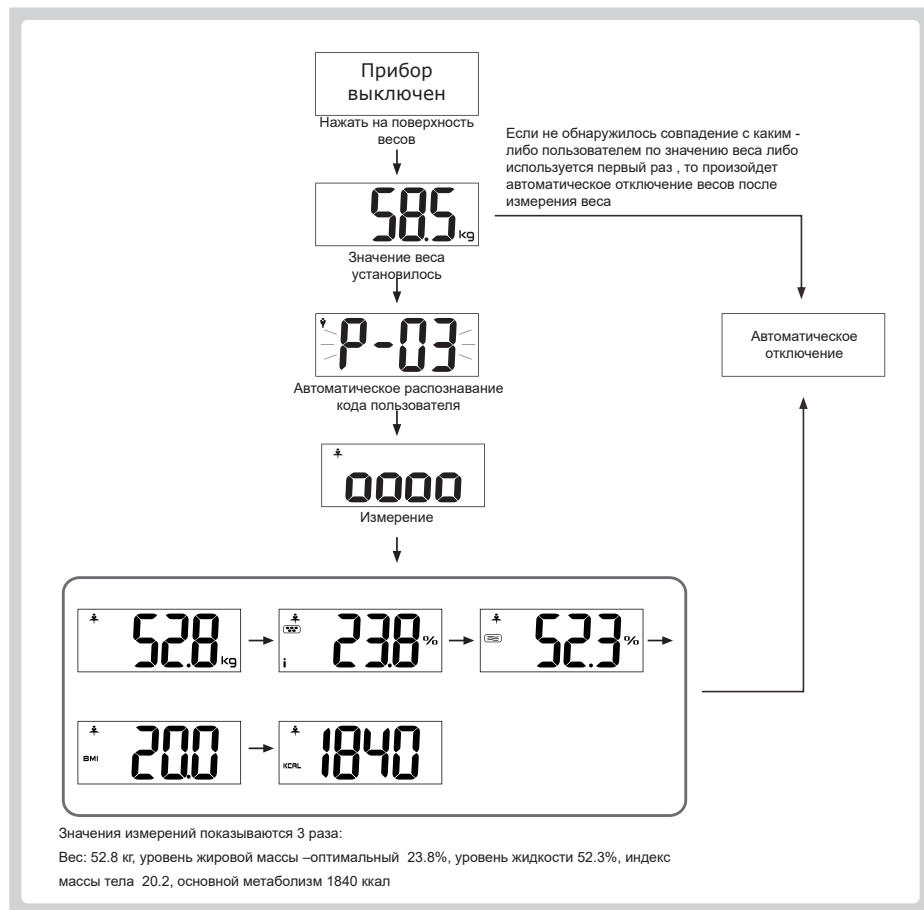 Прибор
выключен
Нажать на поверхность
весов
Если не обнаружилось совпадение с каким -
либо пользователем по значению веса либо
используется первый раз , то произойдет
автоматическое отключение весов после
измерения веса
58.5 kg
Значение веса
установилось
P-03
Автоматическое распознавание
кода пользователя
Автоматическое
отключение
oooo
Измерение
52.8 kg
i 23.8 %
52.3 %
BMI 20.0
KCAL 1840
Значения измерений показываются 3 раза:
Вес: 52.8 кг, уровень жировой массы –оптимальный 23.8%, уровень жидкости 52.3%, индекс
массы тела 20.2, основной метаболизм 1840 ккал